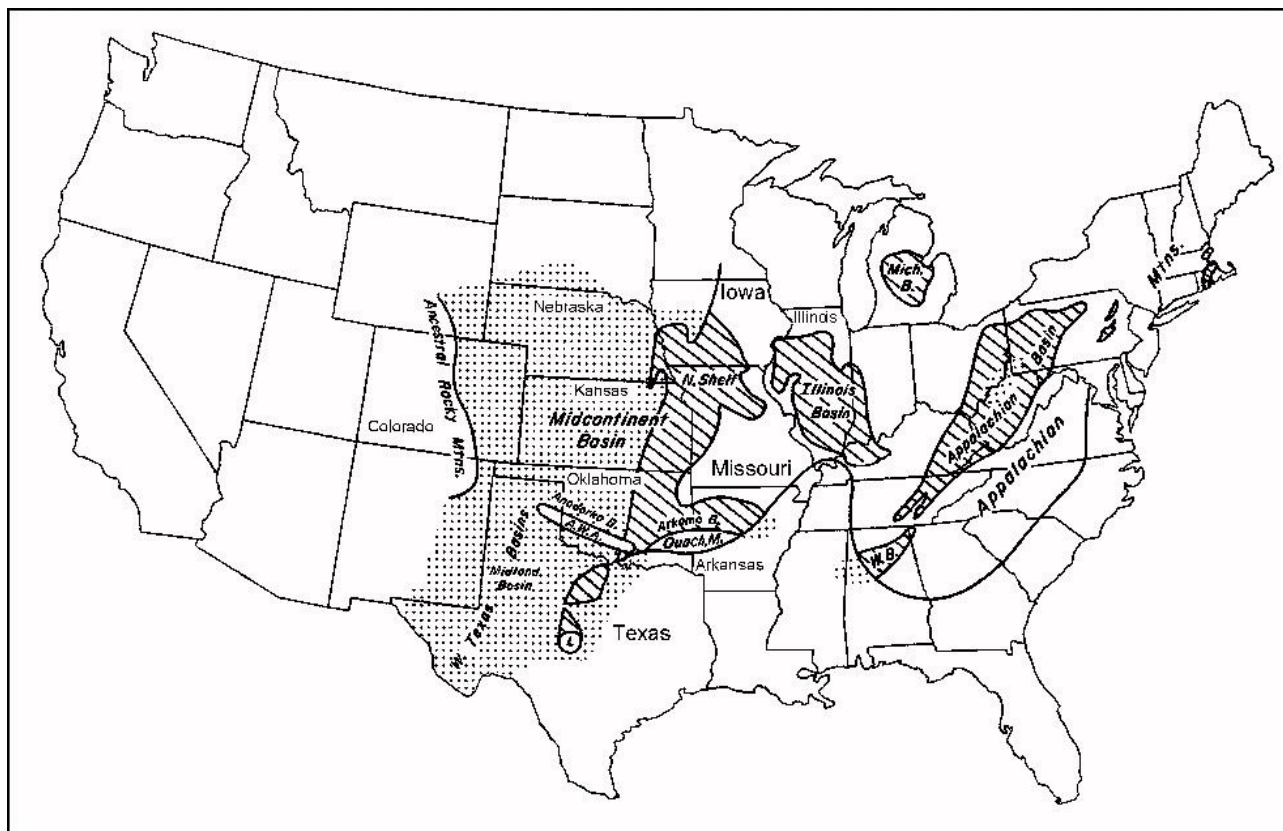 Mtns.
B.
Mich.
B.
Iowa
Nebraska
Illinois
Ancestral Rocky Mtns.
N. Shelf
Kansas
Illinois
Basin
Appalachian Basin
Midcontinent
Basin
Colorado
Appalachian
Missouri
Oklahoma
Anadarko B.
A.W.A.
Arkoma B.
Ouach. M.
Arkansas
W. B.
Midland
Basin
W. Texas Basins
Texas
L